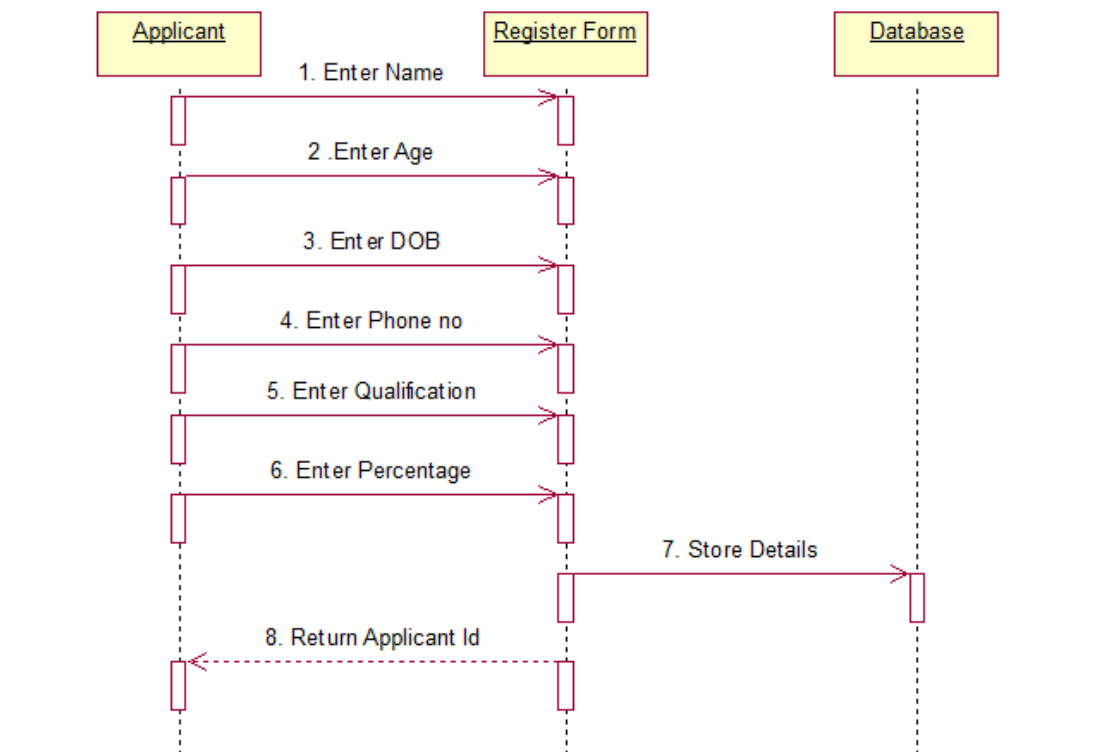 Applicant
Register Form
Database
1. Enter Name
2 .Enter Age
3. Enter DOB
4. Enter Phone no
5. Enter Qualification
6. Enter Percentage
7. Store Details
8. Return Applicant Id